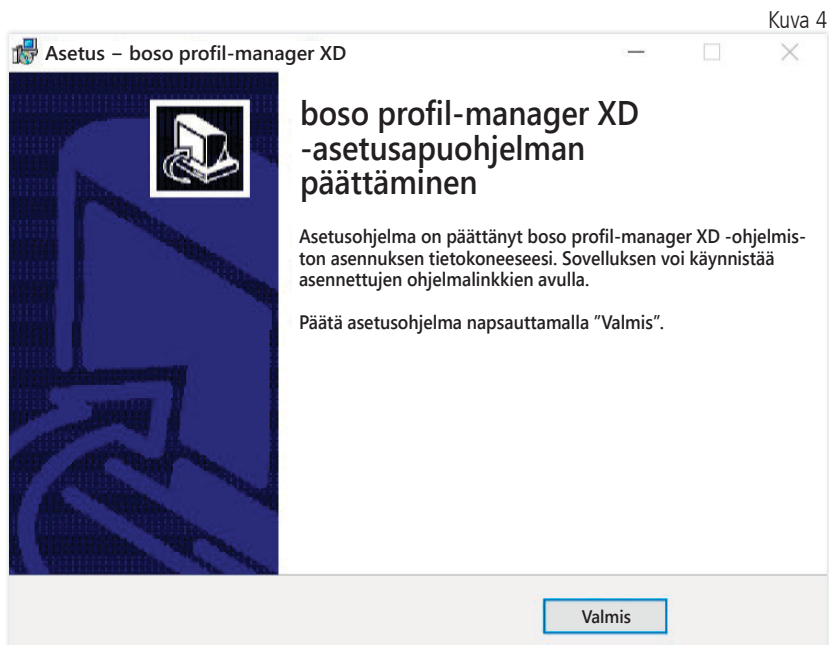 Kuva 4
Asetus – boso profil-manager XD
boso profil-manager XD
-asetusapuohjelman
päättäminen
Asetusohjelma on päättänyt boso profil-manager XD -ohjelmis-
ton asennuksen tietokoneeseesi. Sovelluksen voi käynnistää
asennettujen ohjelmalinkkien avulla.
Päätä asetusohjelma napsauttamalla ”Valmis”.
Valmis